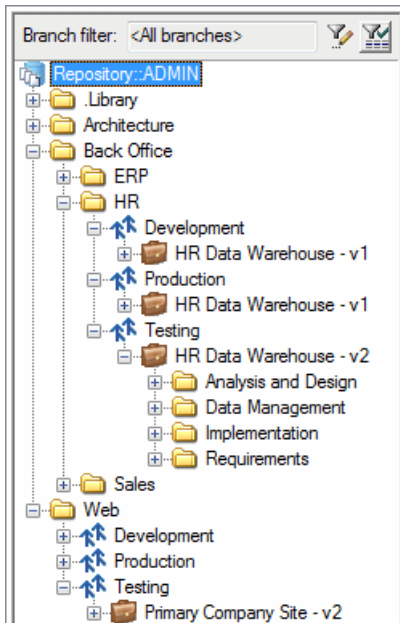 Branch filter: <All branches>
Repository::ADMIN
.Library
Architecture
Back Office
ERP
HR
Development
HR Data Warehouse - v1
Production
HR Data Warehouse - v1
Testing
HR Data Warehouse - v2
Analysis and Design
Data Management
Implementation
Requirements
Sales
Web
Development
Production
Testing
Primary Company Site - v2